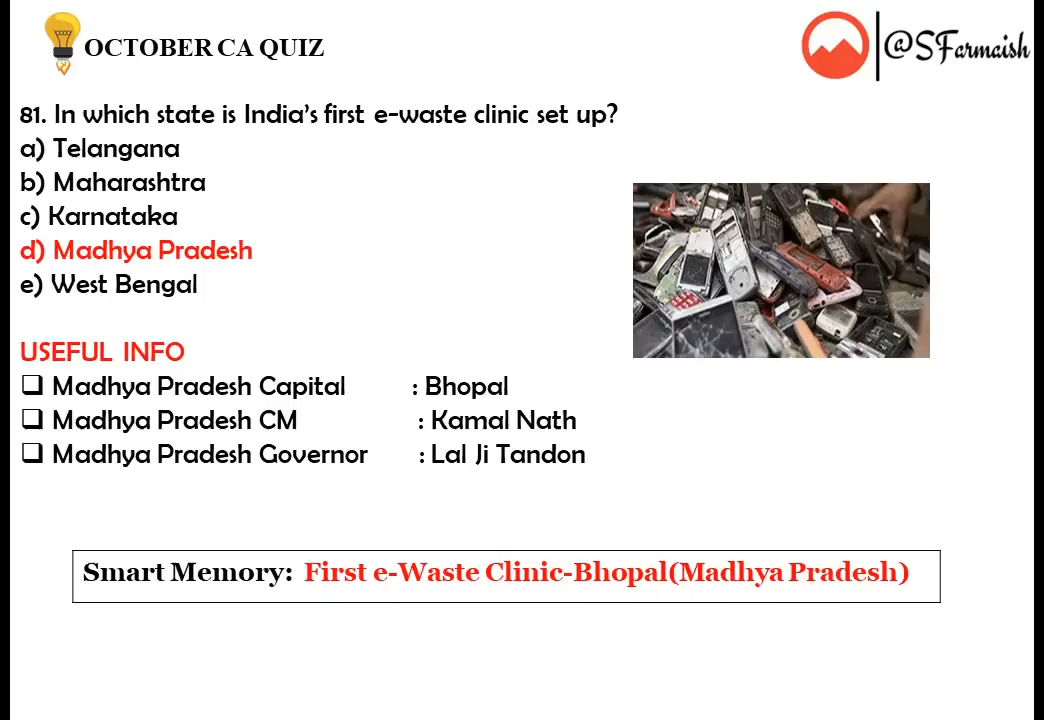 OCTOBER CA QUIZ
@SFarmaish
81. In which state is India’s first e-waste clinic set up?
a) Telangana
b) Maharashtra
c) Karnataka
d) Madhya Pradesh
e) West Bengal
USEFUL INFO
❑ Madhya Pradesh Capital : Bhopal
❑ Madhya Pradesh CM : Kamal Nath
❑ Madhya Pradesh Governor : Lal Ji Tandon
Smart Memory: First e-Waste Clinic-Bhopal(Madhya Pradesh)